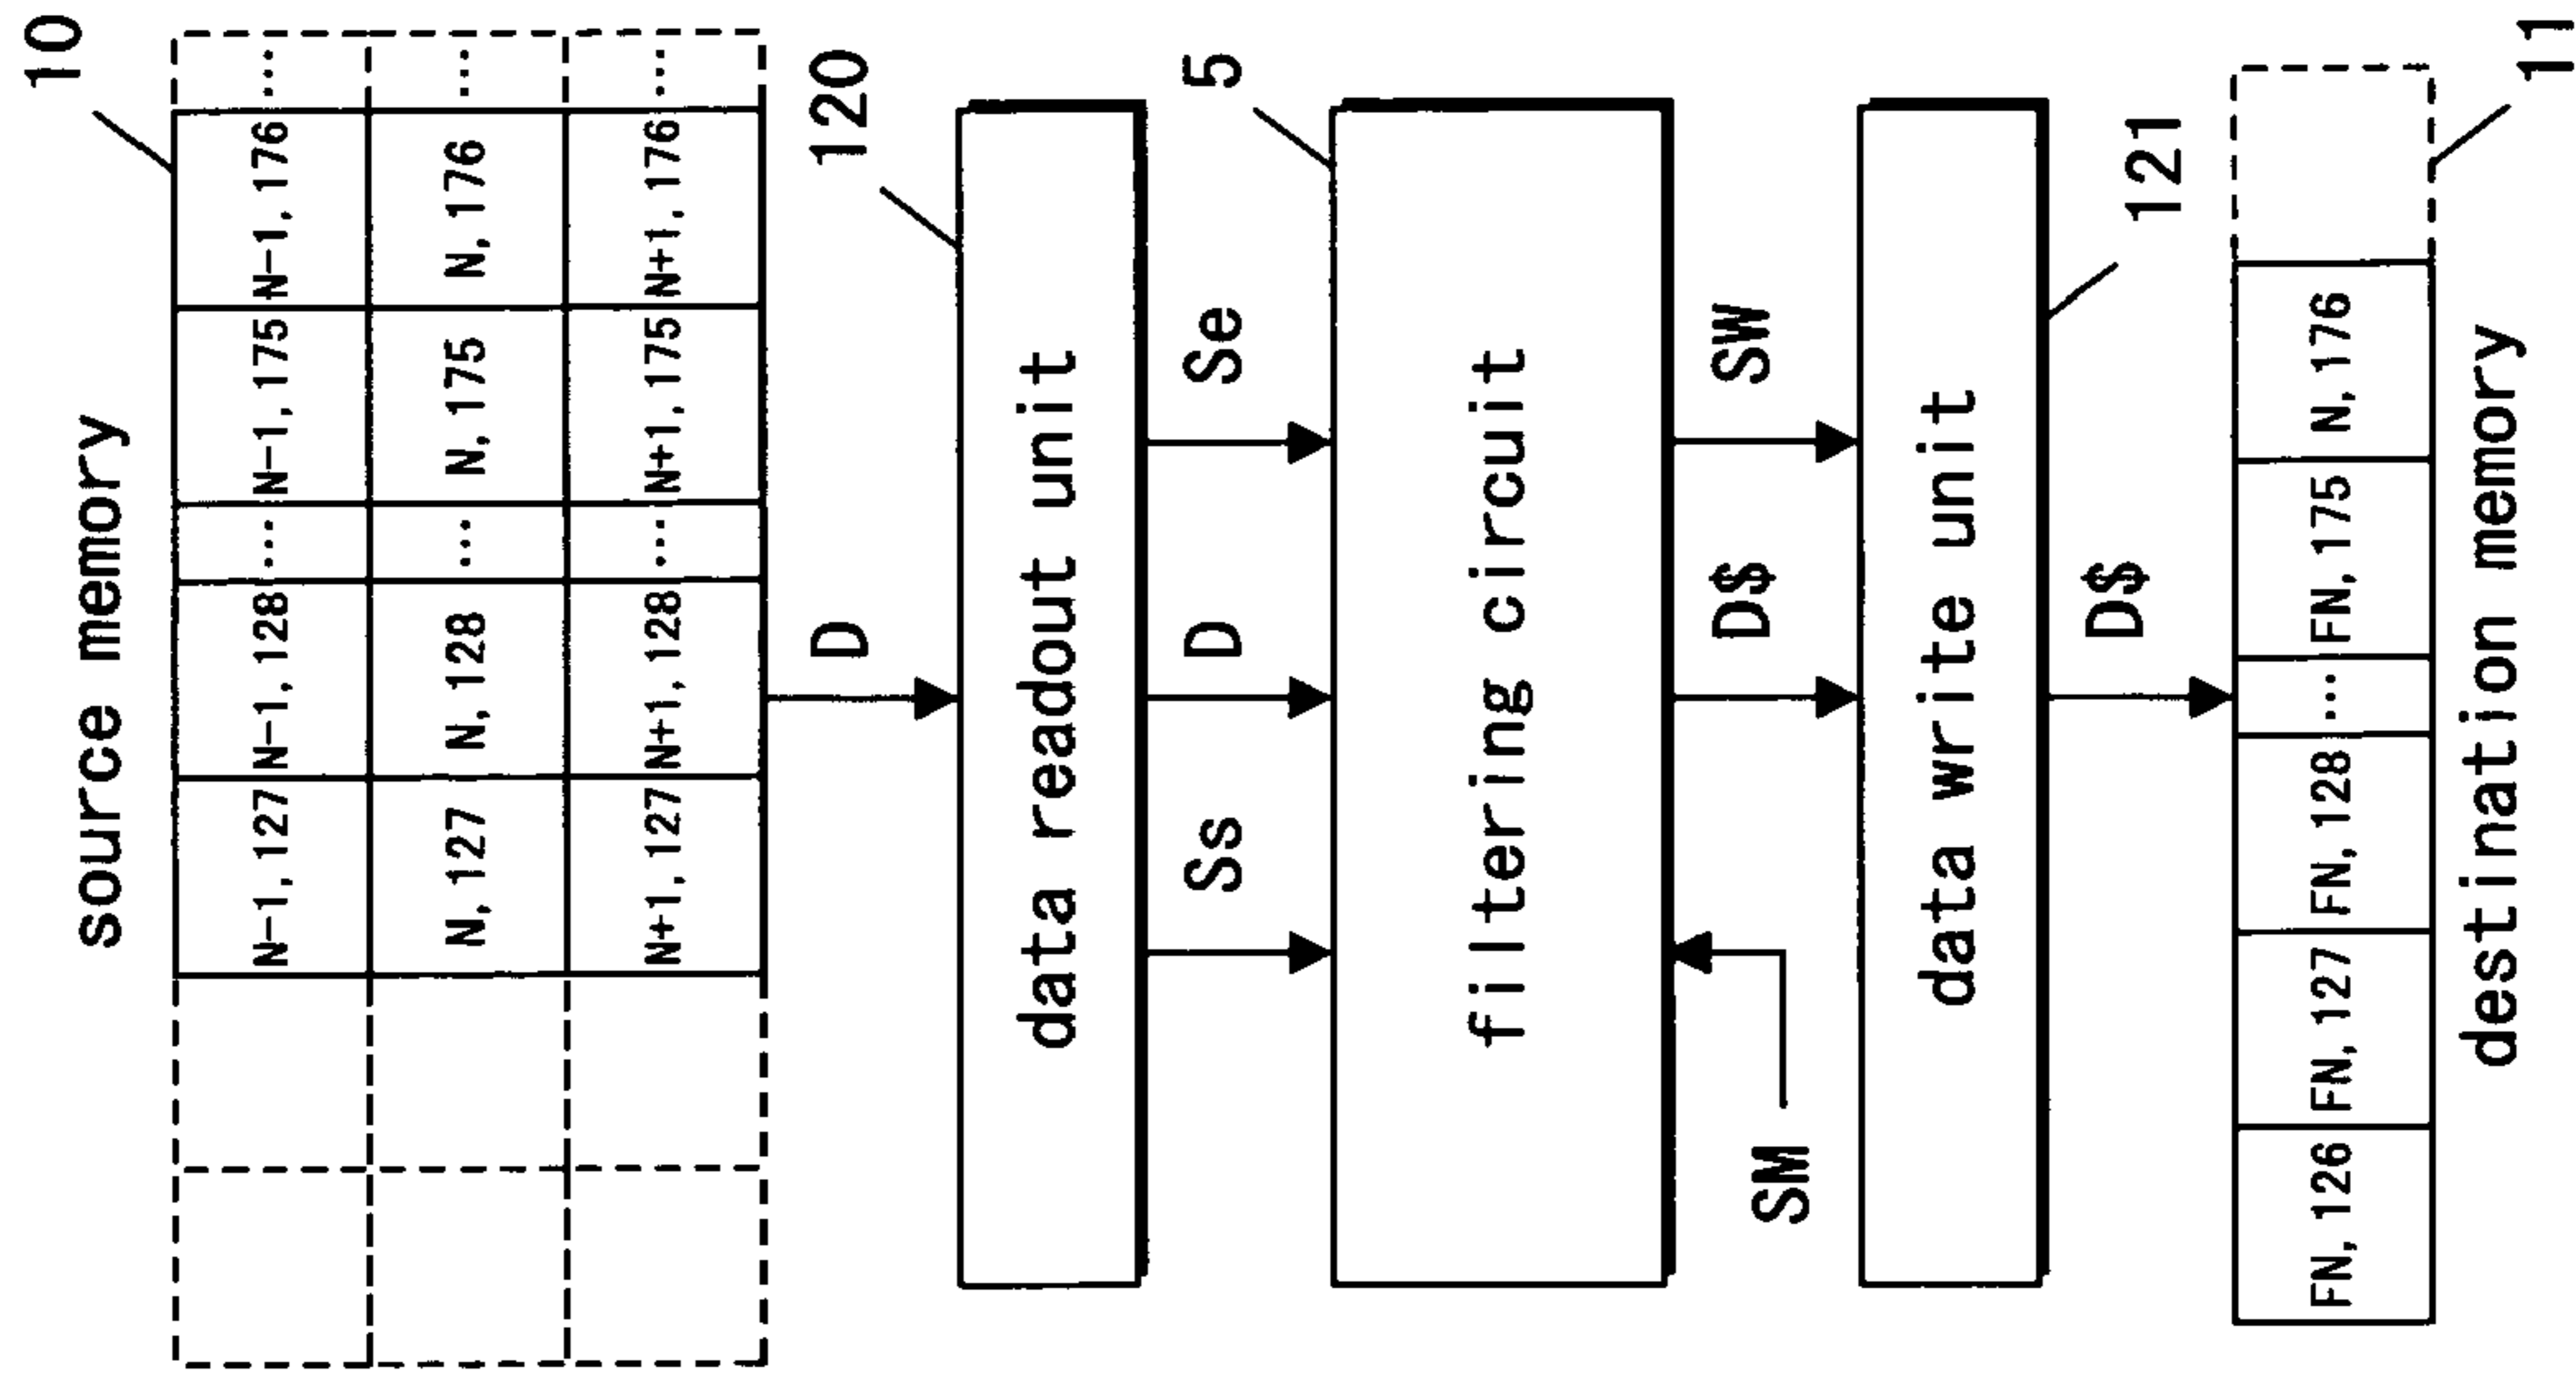 source memory
10
N-1,127 N-1,128 ... N-1,175 N-1,176 ...
N,127 N,128 ... N,175 N,176 ...
N+1,127 N+1,128 ... N+1,175 N+1,176 ...
D
120
data readout unit
Ss D Se
5
filtering circuit
SM
D$ SW
data write unit
121
D$
FN,126 FN,127 FN,128 ... FN,175 N,176
destination memory
11